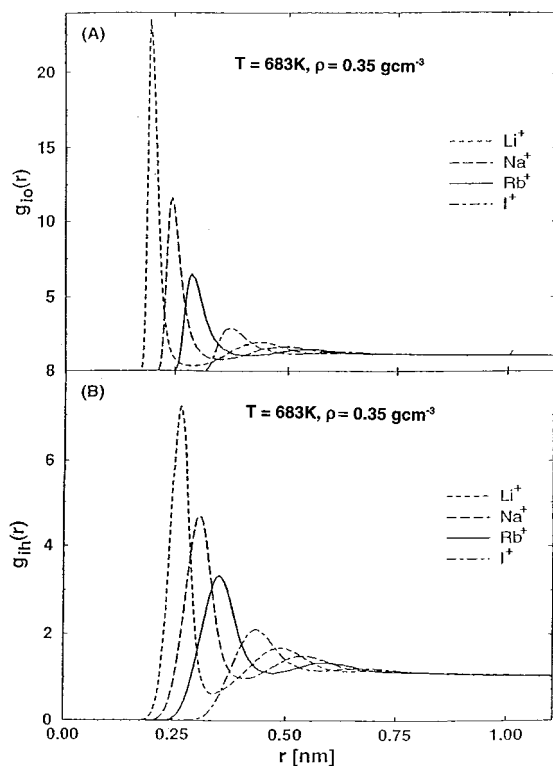 (A)
T = 683K, ρ = 0.35 gcm⁻³
20
15
10
5
8
g_io(r)
Li⁺
Na⁺
Rb⁺
I⁺
(B)
T = 683K, ρ = 0.35 gcm⁻³
6
4
2
0
g_ih(r)
Li⁺
Na⁺
Rb⁺
I⁺
0.00
0.25
0.50
0.75
1.00
r [nm]